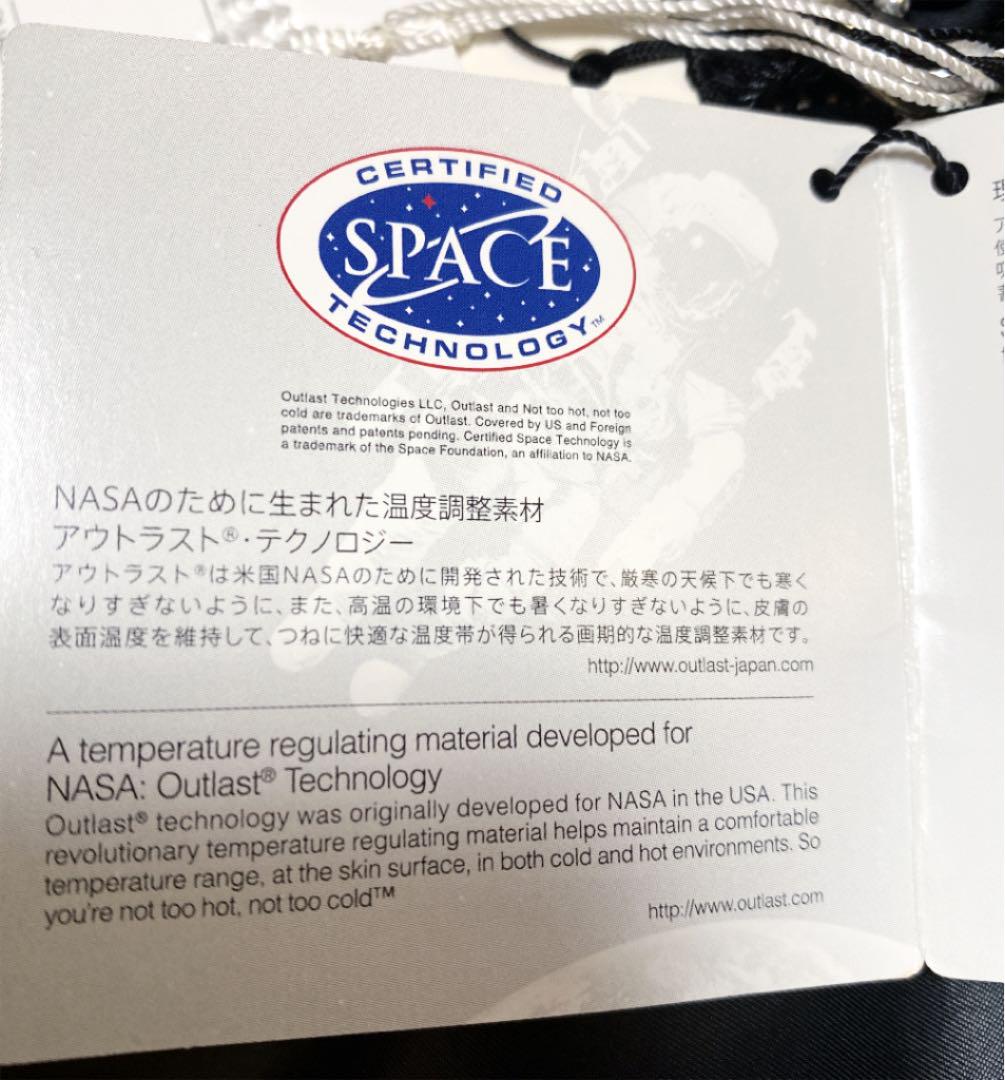 CERTIFIED
SPACE
TECHNOLOGY™
Outlast Technologies LLC, Outlast and Not too hot, not too
cold are trademarks of Outlast. Covered by US and Foreign
patents and patents pending. Certified Space Technology is
a trademark of the Space Foundation, an affiliation to NASA.
NASAのために生まれた温度調整素材
アウトラスト®・テクノロジー
アウトラスト®は米国NASAのために開発された技術で、厳寒の天候下でも寒く
なりすぎないように、また、高温の環境下でも暑くなりすぎないように、皮膚の
表面温度を維持して、つねに快適な温度帯が得られる画期的な温度調整素材です。
http://www.outlast-japan.com
A temperature regulating material developed for
NASA: Outlast® Technology
Outlast® technology was originally developed for NASA in the USA. This
revolutionary temperature regulating material helps maintain a comfortable
temperature range, at the skin surface, in both cold and hot environments. So
you're not too hot, not too cold™
http://www.outlast.com